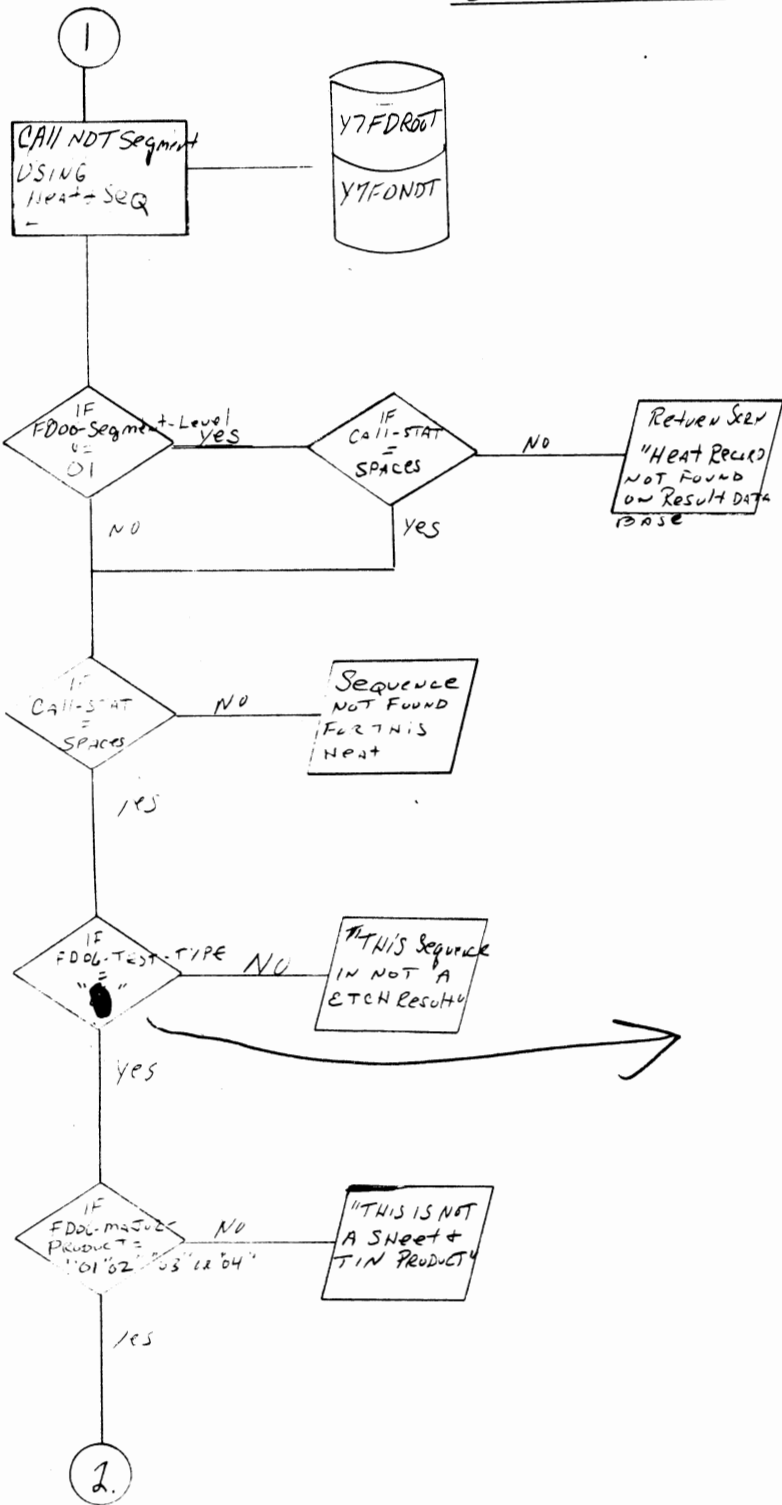 1
CAll NDT Segment
USING
Heat + SeQ
Y7FDROOT
Y7FDNDT
IF
FD00-Segment-Level
=
01
yes
NO
IF
CAll-STAT
=
SPACES
NO
yes
Return Scrn
"Heat Record
NOT FOUND
ON Result DATA
BASE
IF
CAll-STAT
=
SPACES
NO
yes
Sequence
NOT FOUND
FOR THIS
Heat
IF
FD06-TEST-TYPE
=
" "
NO
yes
"THIS Sequence
IN NOT A
ETCH Result"
IF
FD06-MAJOR-
PRODUCT =
"01" "02" "03" OR "04"
NO
yes
"THIS IS NOT
A Sheet &
TIN PRODUCT"
2.